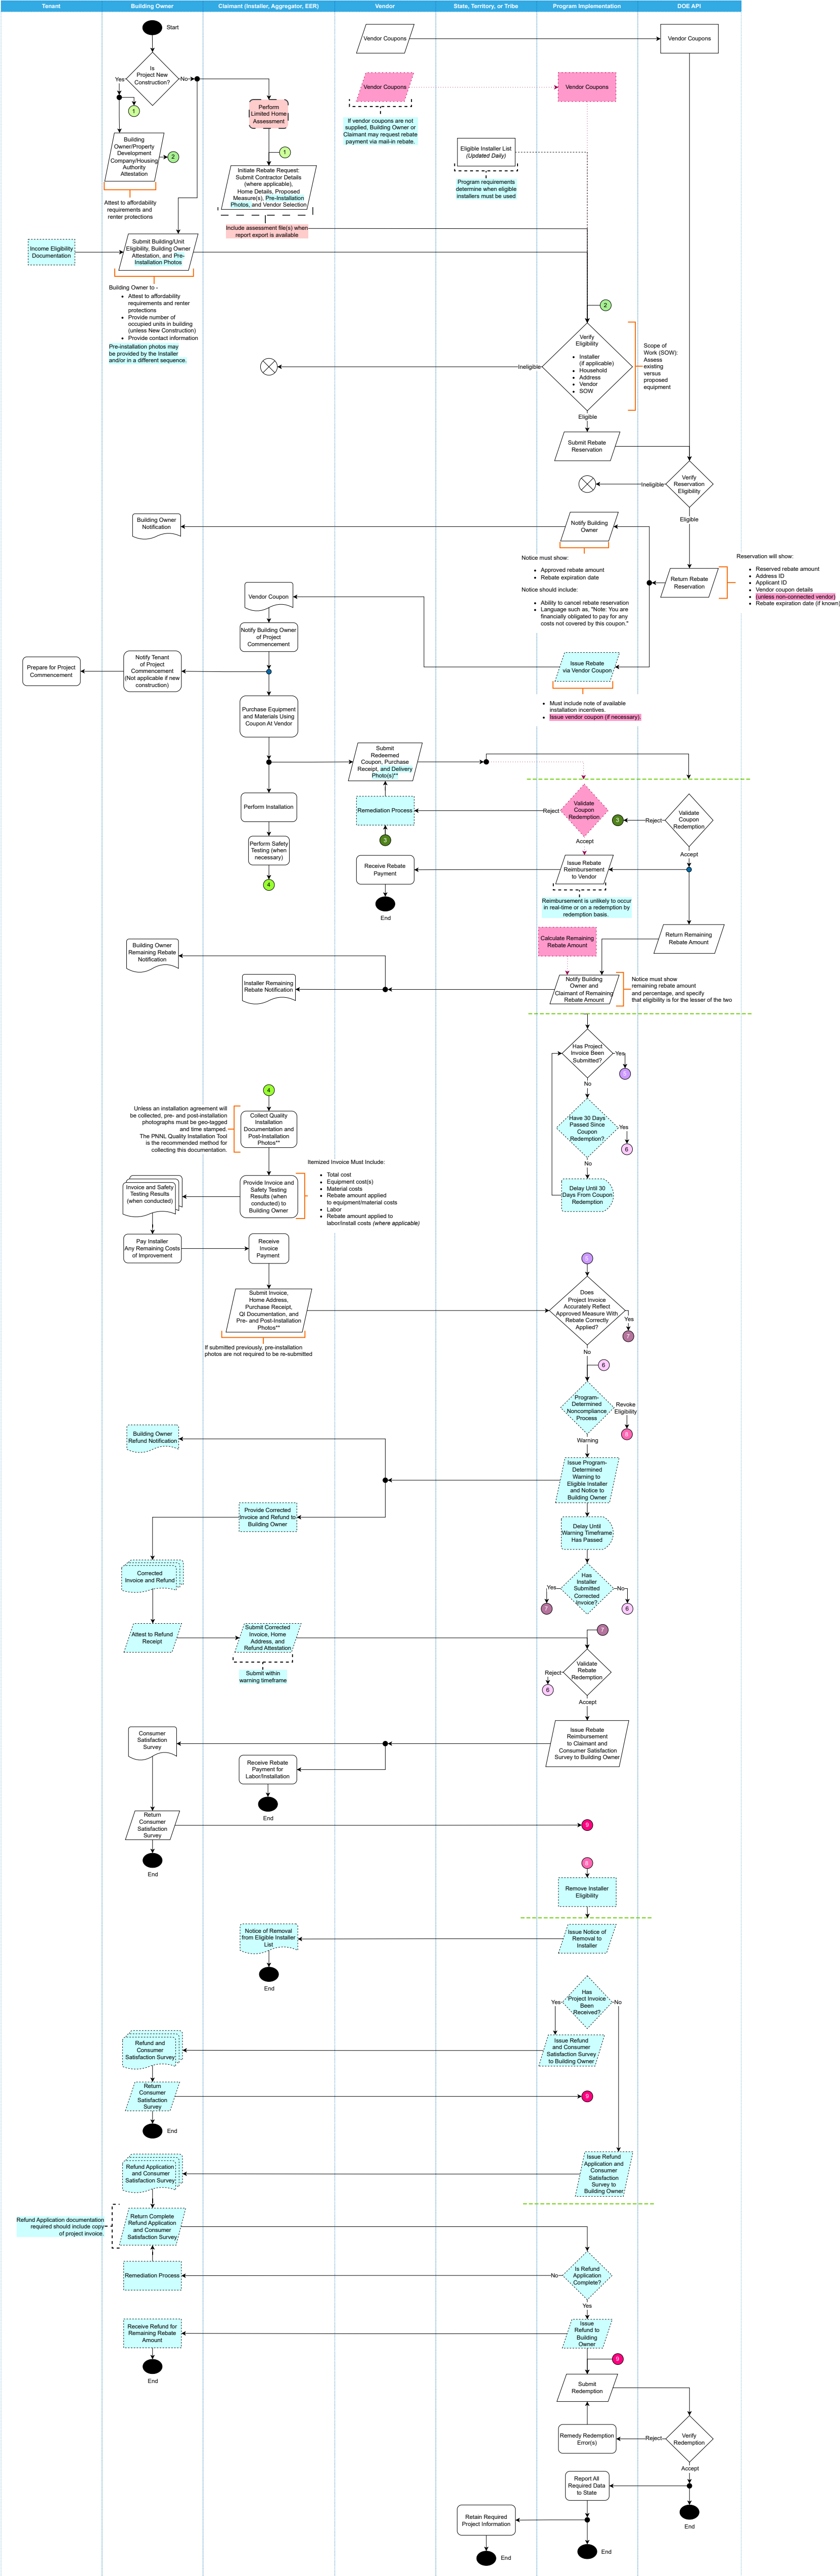 Tenant
Building Owner
Claimant (Installer, Aggregator, EER)
Vendor
State, Territory, or Tribe
Program Implementation
DOE API
Start
Vendor Coupons
Vendor Coupons
Is
Project New
Construction?
Yes
No
1
Vendor Coupons
Vendor Coupons
If vendor coupons are not
supplied, Building Owner or
Claimant may request rebate
payment via mail-in rebate.
Perform
Limited Home
Assessment
Building
Owner/Property
Development
Company/Housing
Authority
Attestation
2
1
Eligible Installer List
(Updated Daily)
Program requirements
determine when eligible
installers must be used
Attest to affordability
requirements and
renter protections
Initiate Rebate Request:
Submit Contractor Details
(where applicable),
Home Details, Proposed
Measure(s), Pre-Installation
Photos, and Vendor Selection
Include assessment file(s) when
report export is available
Income Eligibility
Documentation
Submit Building/Unit
Eligibility, Building Owner
Attestation, and Pre-
Installation Photos
Building Owner to -
Attest to affordability
requirements and renter
protections
Provide number of
occupied units in building
(unless New Construction)
Provide contact information
Pre-installation photos may
be provided by the Installer
and/or in a different sequence.
2
Verify
Eligibility
Installer
(if applicable)
Household
Address
Vendor
SOW
Scope of
Work (SOW):
Assess
existing
versus
proposed
equipment
Ineligible
Eligible
Submit Rebate
Reservation
Verify
Reservation
Eligibility
Ineligible
Eligible
Building Owner
Notification
Notify Building
Owner
Notice must show:
Approved rebate amount
Rebate expiration date
Notice should include:
Ability to cancel rebate reservation
Language such as, "Note: You are
financially obligated to pay for any
costs not covered by this coupon."
Return Rebate
Reservation
Reservation will show:
Reserved rebate amount
Address ID
Applicant ID
Vendor coupon details
(unless non-connected vendor)
Rebate expiration date (if known)
Vendor Coupon
Notify Building Owner
of Project
Commencement
Prepare for Project
Commencement
Notify Tenant
of Project
Commencement
(Not applicable if new
construction)
Issue Rebate
via Vendor Coupon
Must include note of available
installation incentives.
Issue vendor coupon (if necessary).
Purchase Equipment
and Materials Using
Coupon At Vendor
Submit
Redeemed
Coupon, Purchase
Receipt, and Delivery
Photo(s)**
Perform Installation
Remediation Process
Reject
Validate
Coupon
Redemption
3
Reject
Validate
Coupon
Redemption
Accept
Accept
3
Perform Safety
Testing (when
necessary)
4
Receive Rebate
Payment
End
Issue Rebate
Reimbursement
to Vendor
Reimbursement is unlikely to occur
in real-time or on a redemption by
redemption basis.
Return Remaining
Rebate Amount
Calculate Remaining
Rebate Amount
Building Owner
Remaining Rebate
Notification
Installer Remaining
Rebate Notification
Notify Building
Owner and
Claimant of Remaining
Rebate Amount
Notice must show
remaining rebate amount
and percentage, and specify
that eligibility is for the lesser of the two
Has Project
Invoice Been
Submitted?
Yes
5
No
Have 30 Days
Passed Since
Coupon
Redemption?
Yes
6
No
Delay Until 30
Days From Coupon
Redemption
4
Unless an installation agreement will
be collected, pre- and post-installation
photographs must be geo-tagged
and time stamped.
The PNNL Quality Installation Tool
is the recommended method for
collecting this documentation.
Collect Quality
Installation
Documentation and
Post-Installation
Photos**
Invoice and Safety
Testing Results
(when conducted)
Provide Invoice and
Safety Testing
Results (when
conducted) to
Building Owner
Itemized Invoice Must Include:
Total cost
Equipment cost(s)
Material costs
Rebate amount applied
to equipment/material costs
Labor
Rebate amount applied to
labor/install costs (where applicable)
Pay Installer
Any Remaining Costs
of Improvement
Receive
Invoice
Payment
Submit Invoice,
Home Address,
Purchase Receipt,
QI Documentation, and
Pre- and Post-Installation
Photos**
If submitted previously, pre-installation
photos are not required to be re-submitted
5
Does
Project Invoice
Accurately Reflect
Approved Measure With
Rebate Correctly
Applied?
Yes
7
No
6
Program-
Determined
Noncompliance
Process
Revoke
Eligibility
8
Warning
Building Owner
Refund Notification
Issue Program-
Determined
Warning to
Eligible Installer
and Notice to
Building Owner
Provide Corrected
Invoice and Refund to
Building Owner
Delay Until
Warning Timeframe
Has Passed
Corrected
Invoice and Refund
Has
Installer
Submitted
Corrected
Invoice?
Yes
7
No
6
Attest to Refund
Receipt
Submit Corrected
Invoice, Home
Address, and
Refund Attestation
Submit within
warning timeframe
7
Validate
Rebate
Redemption
Reject
6
Accept
Consumer
Satisfaction
Survey
Issue Rebate
Reimbursement
to Claimant and
Consumer Satisfaction
Survey to Building Owner
Receive Rebate
Payment for
Labor/Installation
End
Return
Consumer
Satisfaction
Survey
9
End
8
Remove Installer
Eligibility
Notice of Removal
from Eligible Installer
List
Issue Notice of
Removal to
Installer
End
Has
Project Invoice
Been
Received?
Yes
No
Refund and
Consumer
Satisfaction Survey
Issue Refund
and Consumer
Satisfaction Survey
to Building Owner
Return
Consumer
Satisfaction
Survey
9
End
Refund Application
and Consumer
Satisfaction Survey
Issue Refund
Application and
Consumer
Satisfaction
Survey to
Building Owner
Refund Application documentation
required should include copy
of project invoice.
Return Complete
Refund Application
and Consumer
Satisfaction Survey
Remediation Process
No
Is Refund
Application
Complete?
Yes
Receive Refund for
Remaining Rebate
Amount
Issue
Refund to
Building
Owner
End
9
Submit
Redemption
Remedy Redemption
Error(s)
Reject
Verify
Redemption
Accept
Report All
Required Data
to State
End
Retain Required
Project Information
End
End